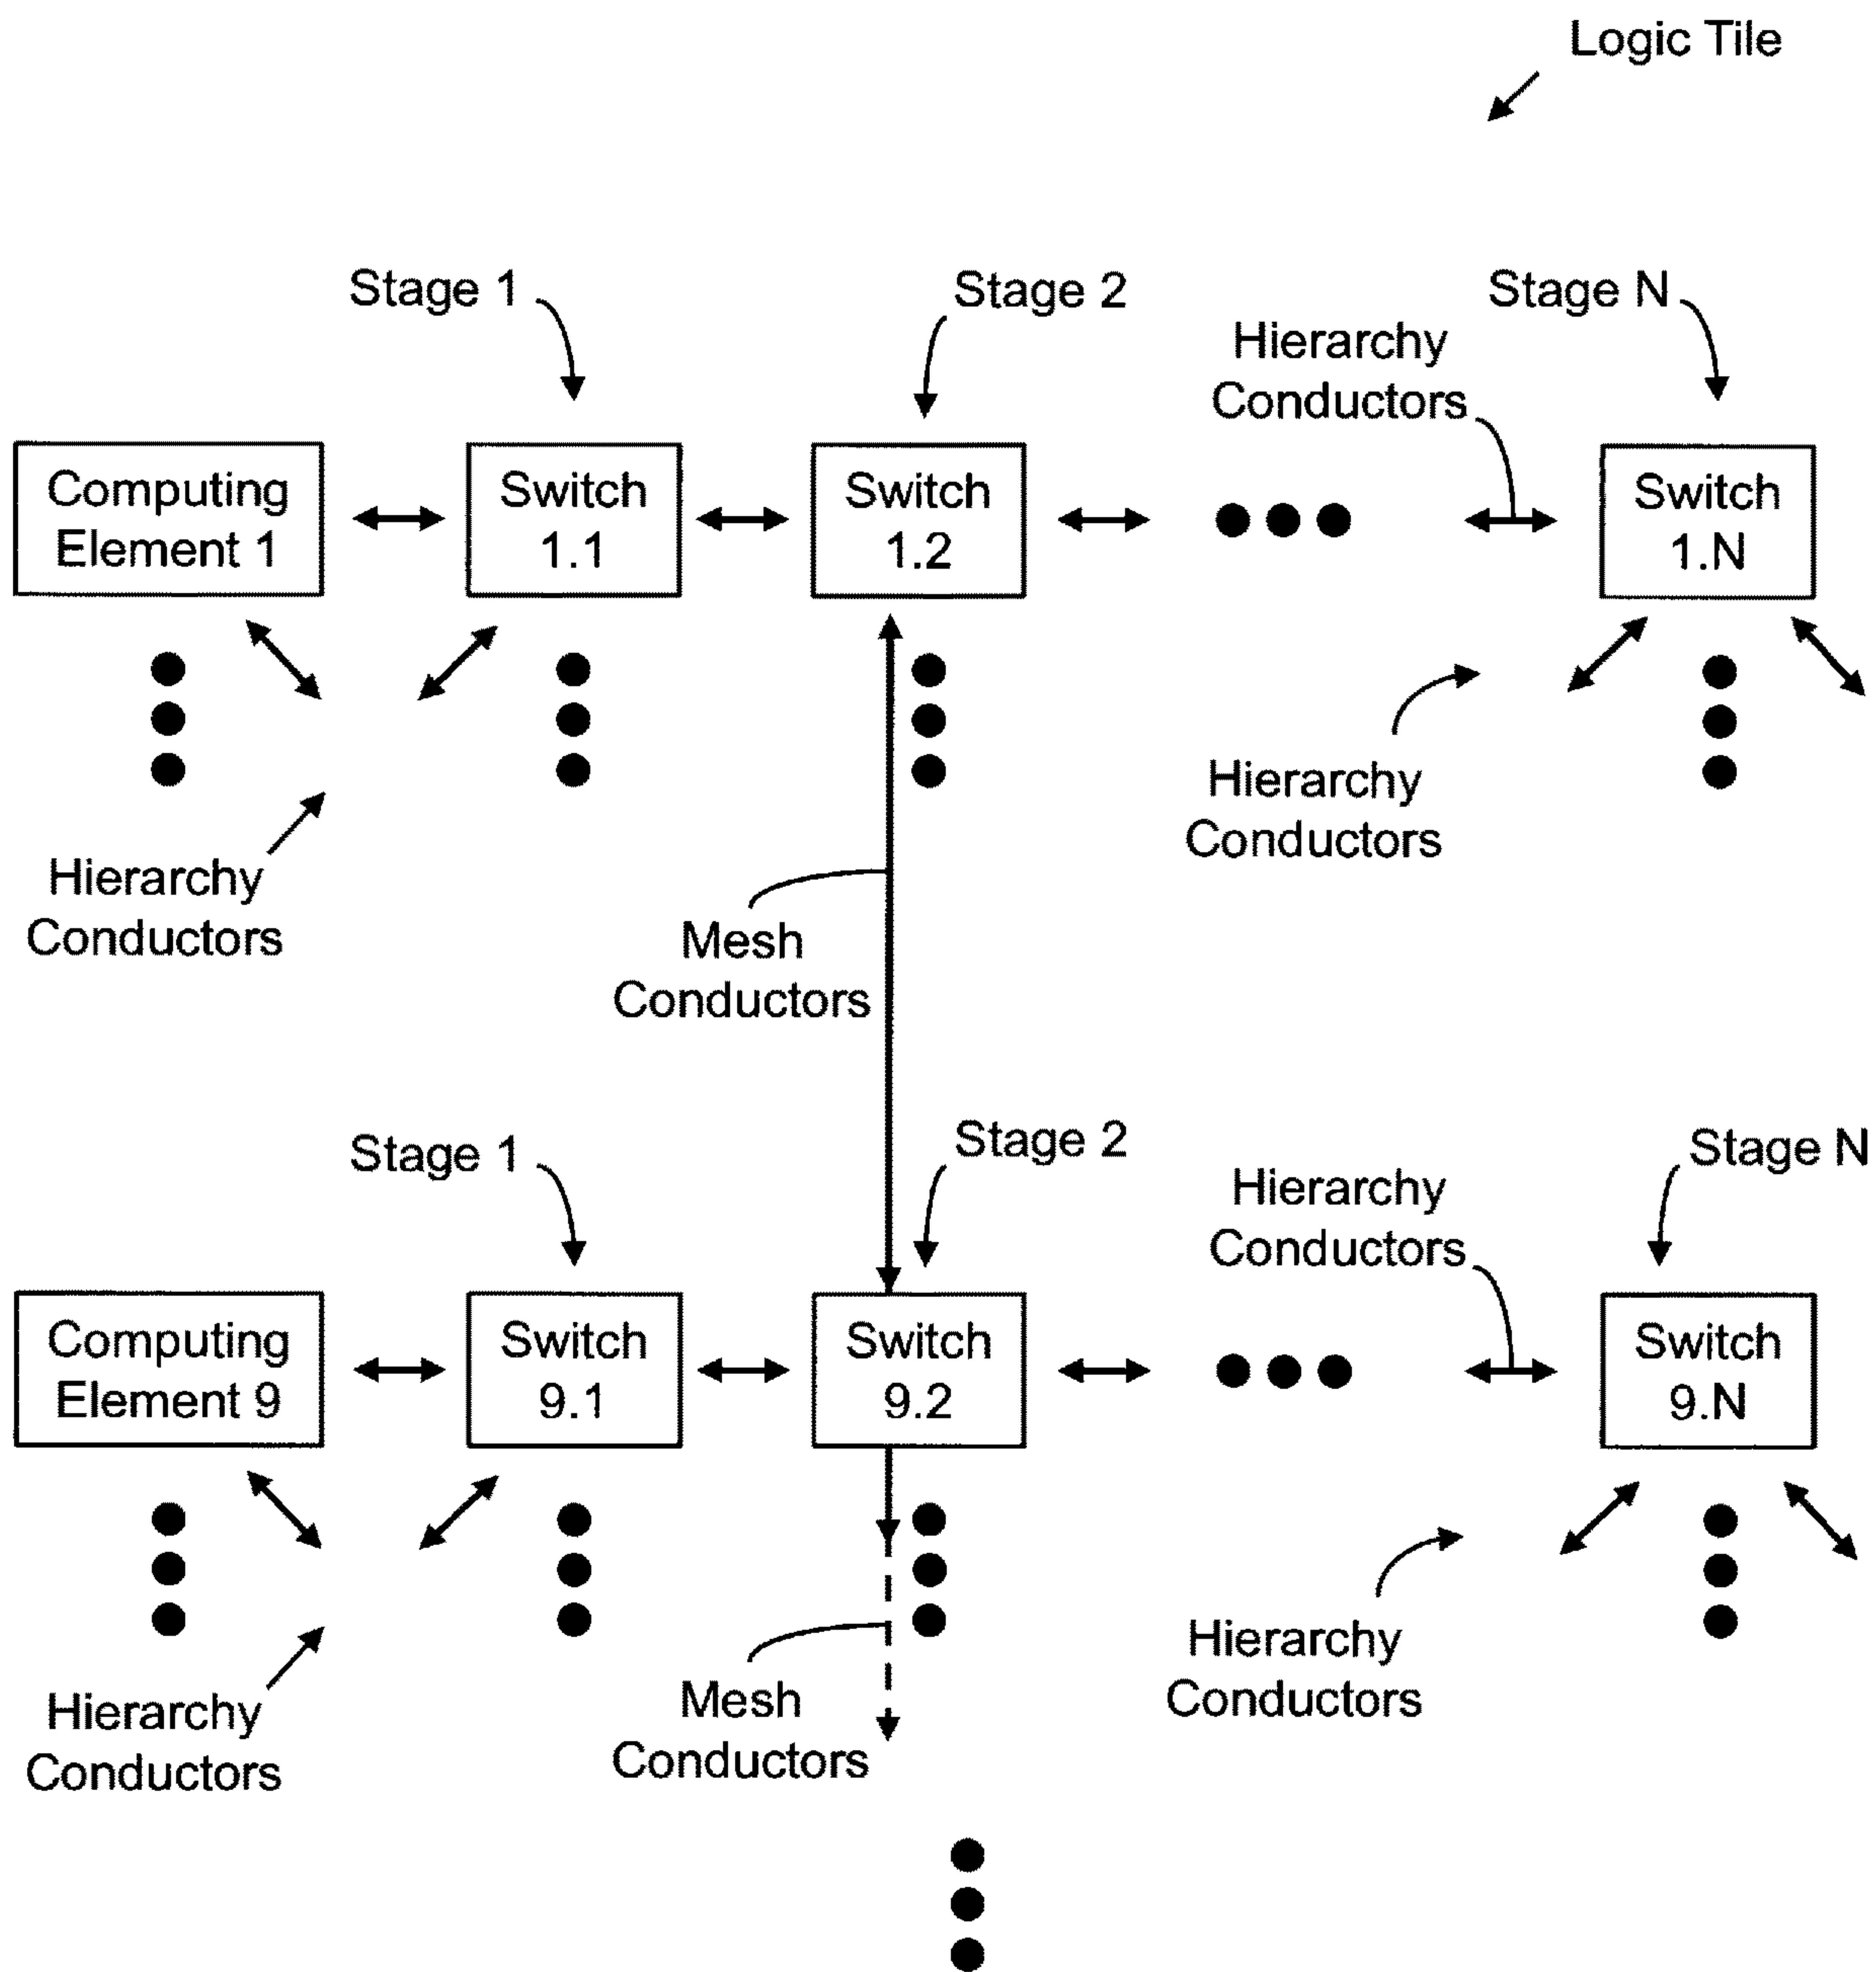 Logic Tile
Stage 1
Stage 2
Stage N
Hierarchy
Conductors
Computing
Element 1
Switch
1.1
Switch
1.2
Switch
1.N
Hierarchy
Conductors
Hierarchy
Conductors
Mesh
Conductors
Stage 1
Stage 2
Stage N
Hierarchy
Conductors
Computing
Element 9
Switch
9.1
Switch
9.2
Switch
9.N
Hierarchy
Conductors
Hierarchy
Conductors
Mesh
Conductors